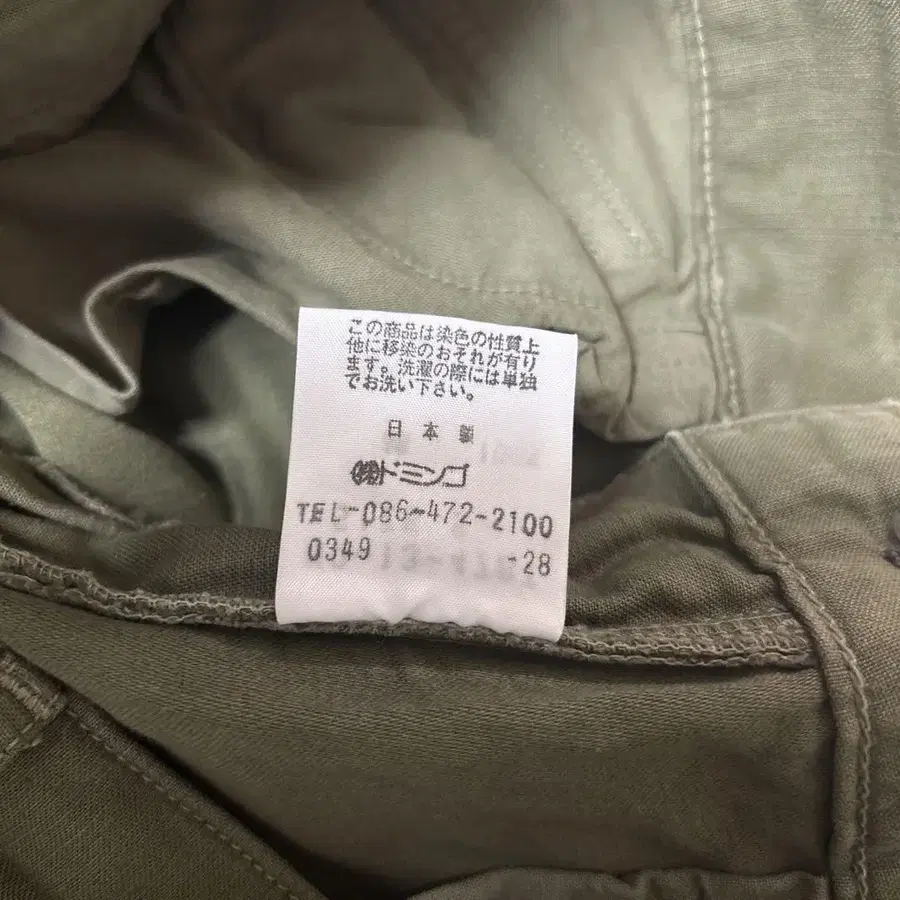 この商品は染色の性質上
他に移染のおそれが有り
ます。洗濯の際には単独
でお洗い下さい。
日本製
㈱ドミンゴ
TEL-086-472-2100
0349 -28